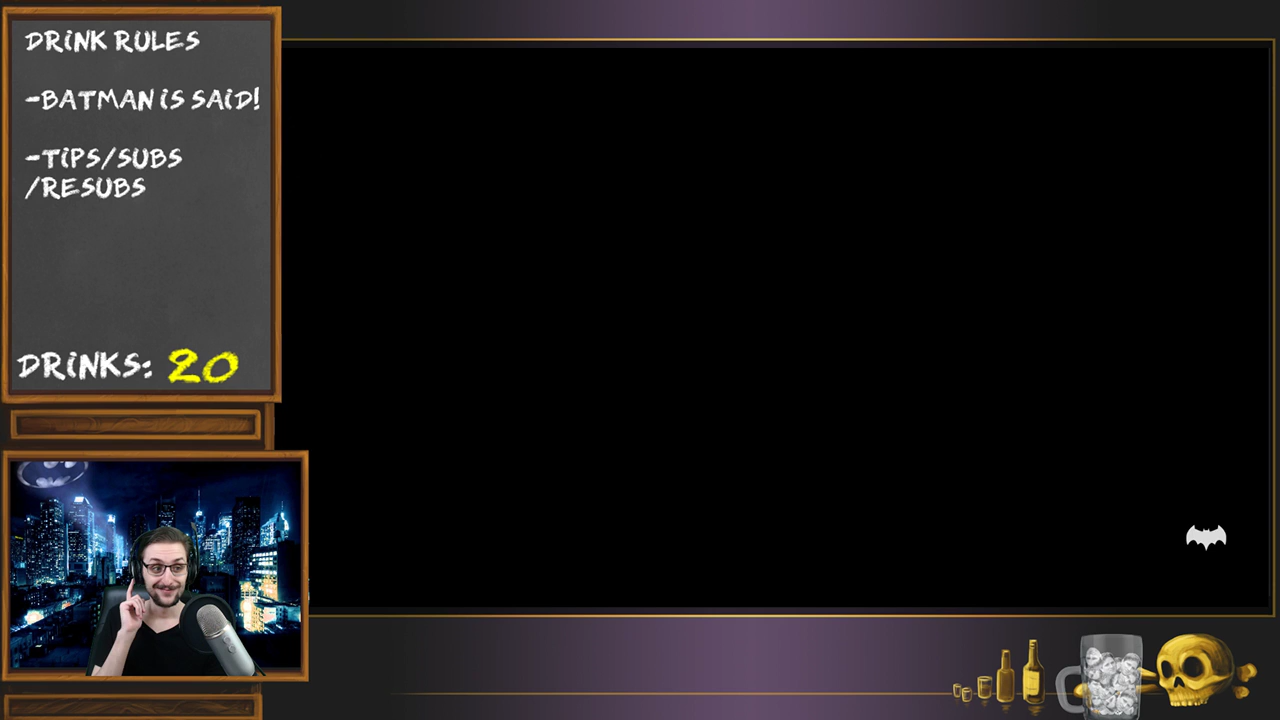 DRINK RULES
-BATMAN IS SAID!
-TIPS/SUBS
/RESUBS
DRINKS: 20